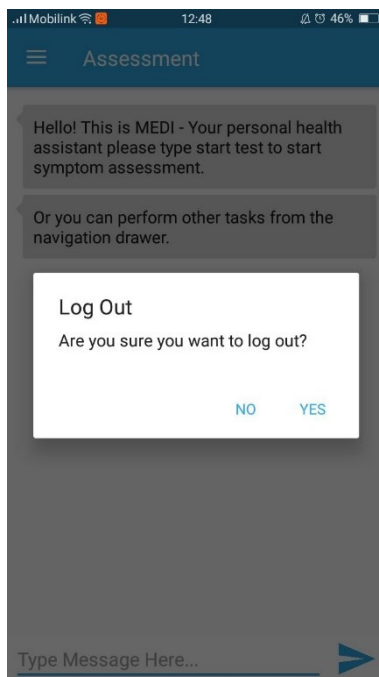 Mobilink 12:48 46%
Assessment
Hello! This is MEDI - Your personal health
assistant please type start test to start
symptom assessment.
Or you can perform other tasks from the
navigation drawer.
Log Out
Are you sure you want to log out?
NO YES
Type Message Here...